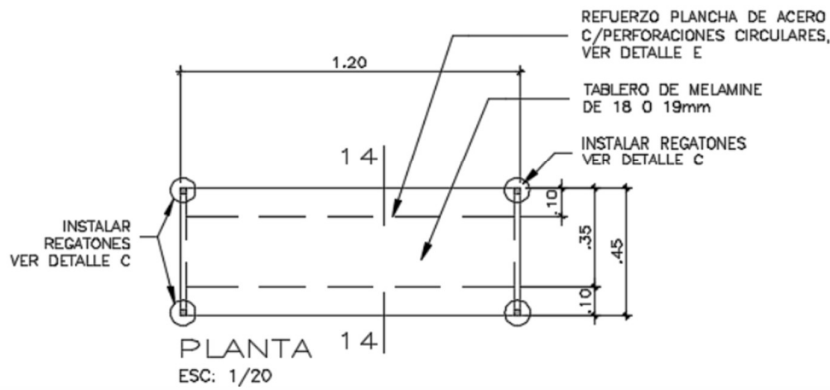 REFUERZO PLANCHA DE ACERO
C/PERFORACIONES CIRCULARES,
VER DETALLE E
1.20
TABLERO DE MELAMINE
DE 18 O 19mm
14
INSTALAR REGATONES
VER DETALLE C
.10
INSTALAR
REGATONES
VER DETALLE C
.35
.45
.10
14
PLANTA
ESC: 1/20